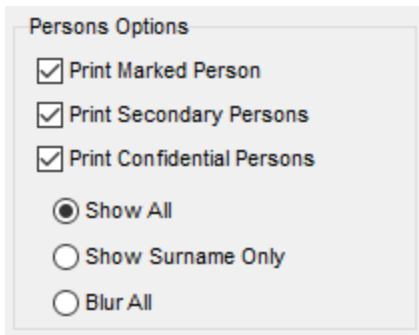 Persons Options
Print Marked Person
Print Secondary Persons
Print Confidential Persons
Show All
Show Surname Only
Blur All